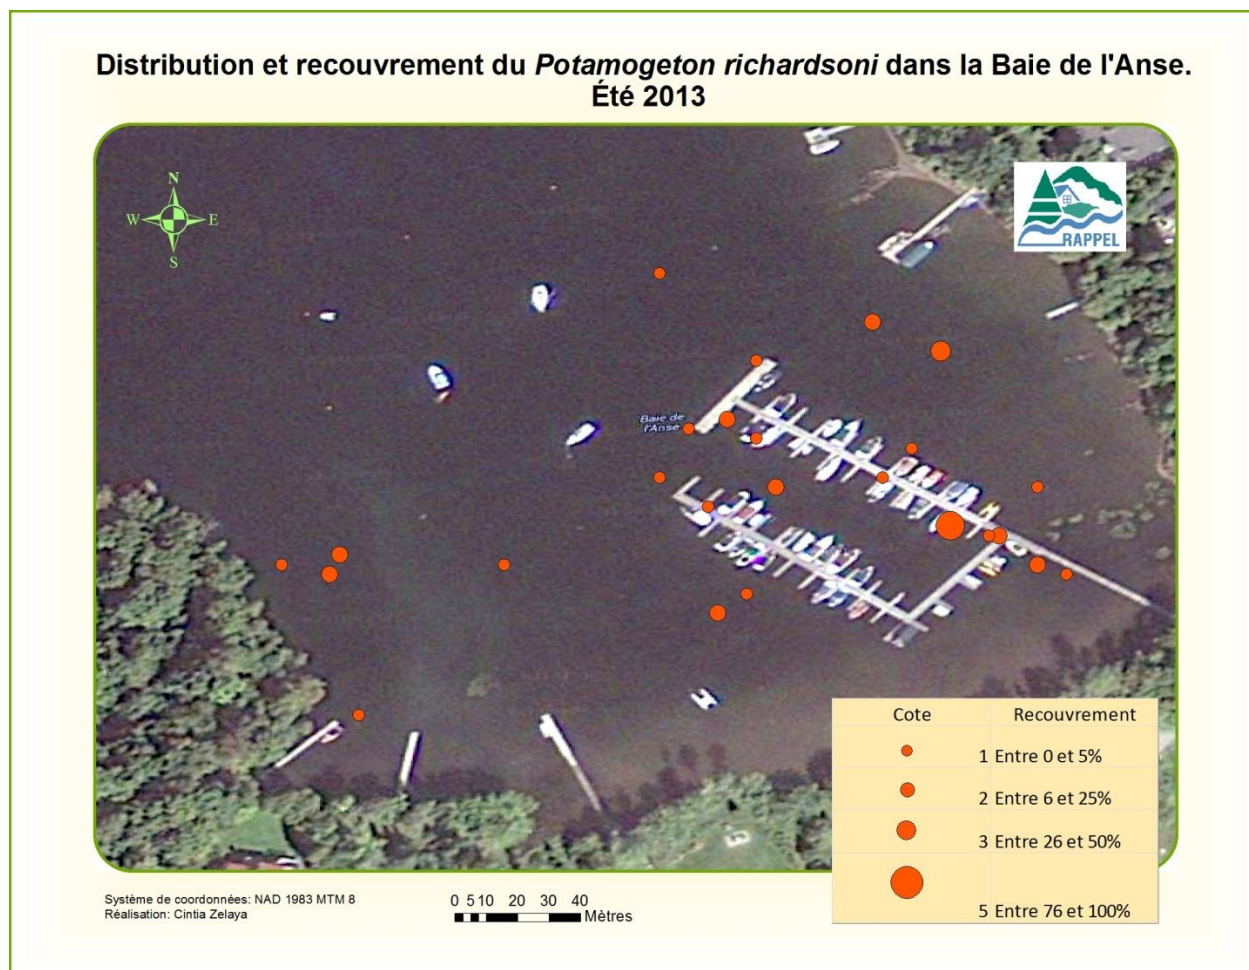 Distribution et recouvrement du Potamogeton richardsoni dans la Baie de l'Anse.
Été 2013
N
W E
S
RAPPEL
Baie de
l'Anse
Cote Recouvrement
1 Entre 0 et 5%
2 Entre 6 et 25%
3 Entre 26 et 50%
5 Entre 76 et 100%
Système de coordonnées: NAD 1983 MTM 8
Réalisation: Cintia Zelaya
0 5 10 20 30 40
Mètres